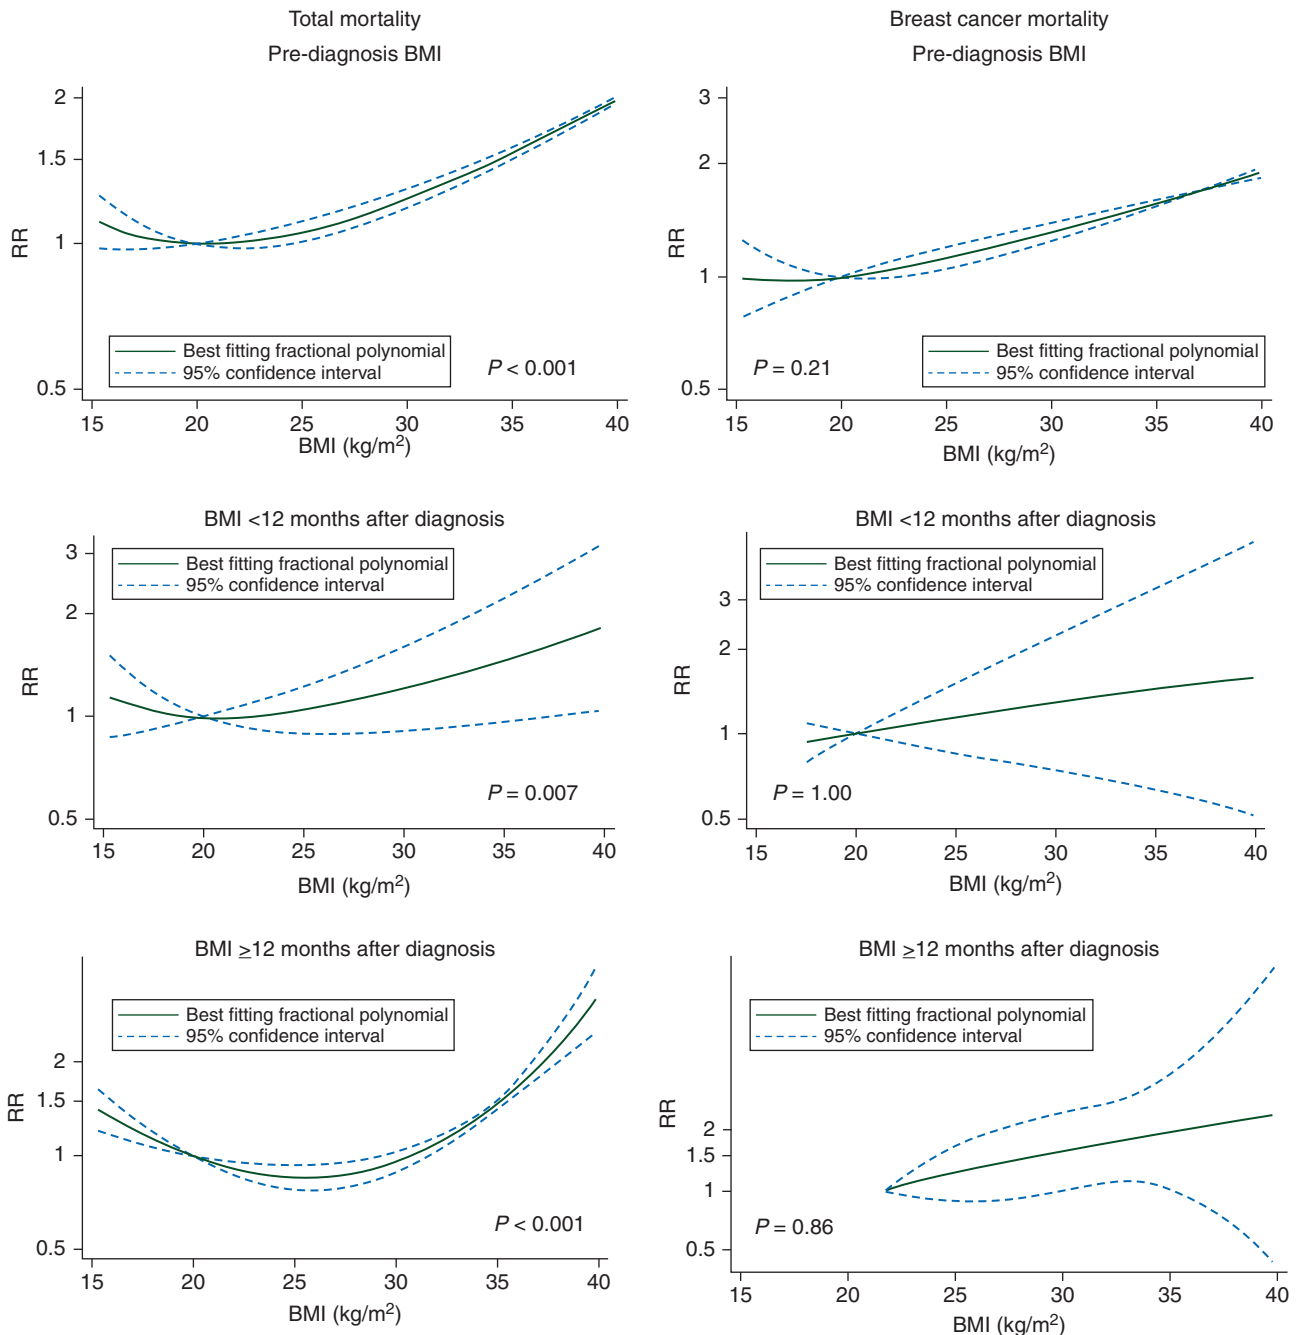 Total mortality
Pre-diagnosis BMI
2
1.5
1
0.5
RR
Best fitting fractional polynomial
95% confidence interval
P < 0.001
15 20 25 30 35 40
BMI (kg/m²)
Breast cancer mortality
Pre-diagnosis BMI
3
2
1
0.5
RR
P = 0.21
Best fitting fractional polynomial
95% confidence interval
15 20 25 30 35 40
BMI (kg/m²)
BMI <12 months after diagnosis
3
2
1
0.5
RR
Best fitting fractional polynomial
95% confidence interval
P = 0.007
15 20 25 30 35 40
BMI (kg/m²)
BMI <12 months after diagnosis
3
2
1
0.5
RR
Best fitting fractional polynomial
95% confidence interval
P = 1.00
15 20 25 30 35 40
BMI (kg/m²)
BMI ≥12 months after diagnosis
2
1.5
1
0.5
RR
Best fitting fractional polynomial
95% confidence interval
P < 0.001
15 20 25 30 35 40
BMI (kg/m²)
BMI ≥12 months after diagnosis
2
1.5
1
0.5
RR
Best fitting fractional polynomial
95% confidence interval
P = 0.86
15 20 25 30 35 40
BMI (kg/m²)